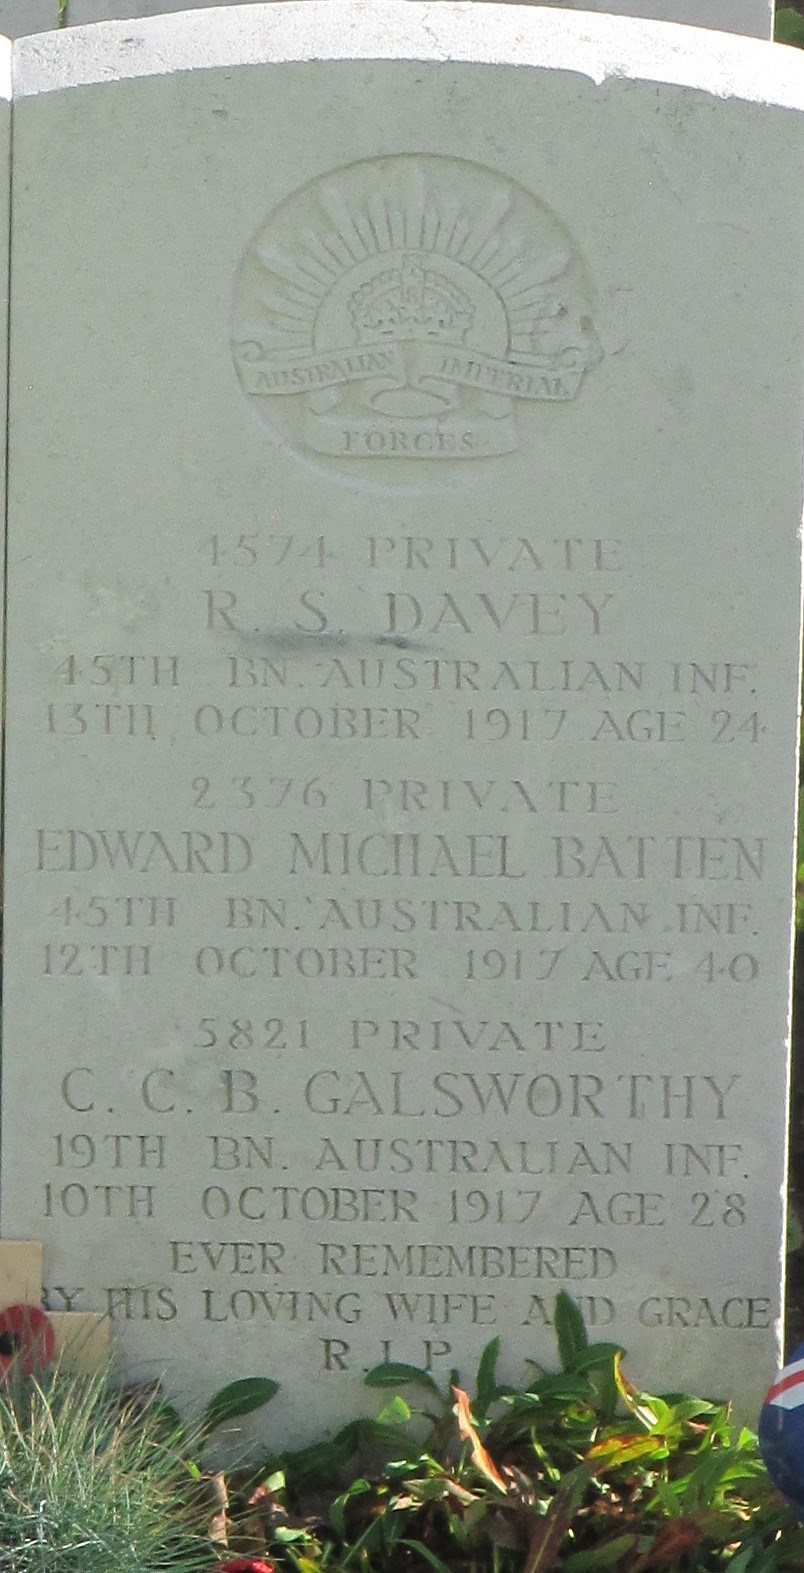 AUSTRALIAN IMPERIAL
FORCES
4574 PRIVATE
R. S. DAVEY
45TH BN. AUSTRALIAN INF.
13TH OCTOBER 1917 AGE 24
2376 PRIVATE
EDWARD MICHAEL BATTEN
45TH BN. AUSTRALIAN INF.
12TH OCTOBER 1917 AGE 40
5821 PRIVATE
C. C. B. GALSWORTHY
19TH BN. AUSTRALIAN INF.
10TH OCTOBER 1917 AGE 28
EVER REMEMBERED
BY HIS LOVING WIFE AND GRACE
R.I.P.